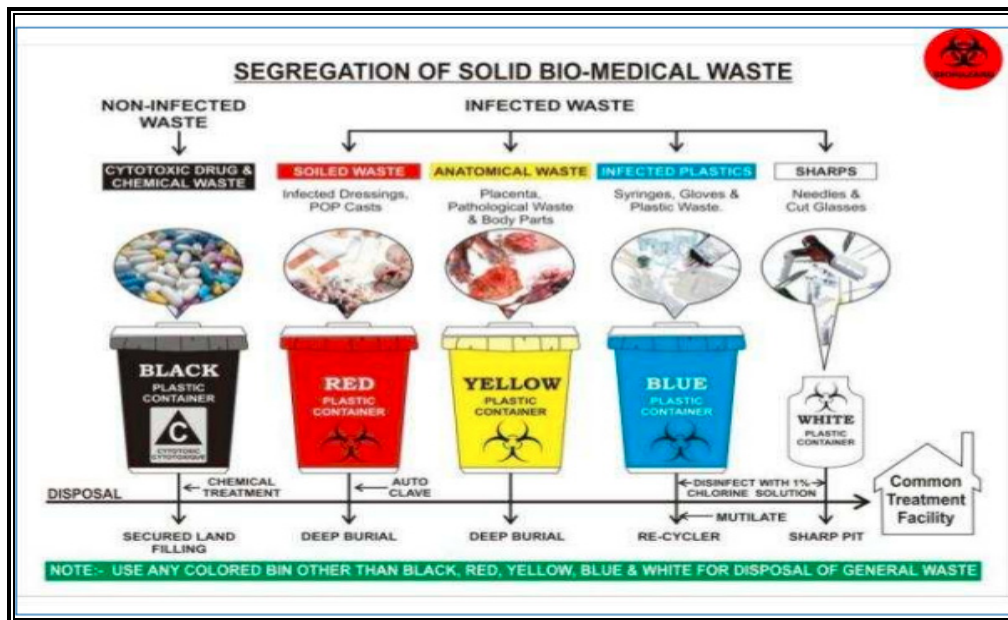 SEGREGATION OF SOLID BIO-MEDICAL WASTE
NON-INFECTED
WASTE
INFECTED WASTE
CYTOTOXIC DRUG &
CHEMICAL WASTE
SOILED WASTE
Infected Dressings,
POP Casts
ANATOMICAL WASTE
Placenta,
Pathological Waste
& Body Parts
INFECTED PLASTICS
Syringes, Gloves &
Plastic Waste.
SHARPS
Needles &
Cut Glasses
BLACK
PLASTIC
CONTAINER
C
CYTOTOXIC
CYTOTOXIQUE
RED
PLASTIC
CONTAINER
YELLOW
PLASTIC
CONTAINER
BLUE
PLASTIC
CONTAINER
WHITE
PLASTIC
CONTAINER
DISPOSAL
CHEMICAL
TREATMENT
AUTO
CLAVE
DISINFECT WITH 1%
CHLORINE SOLUTION
MUTILATE
Common
Treatment
Facility
SECURED LAND
FILLING
DEEP BURIAL
DEEP BURIAL
RE-CYCLER
SHARP PIT
NOTE:- USE ANY COLORED BIN OTHER THAN BLACK, RED, YELLOW, BLUE & WHITE FOR DISPOSAL OF GENERAL WASTE